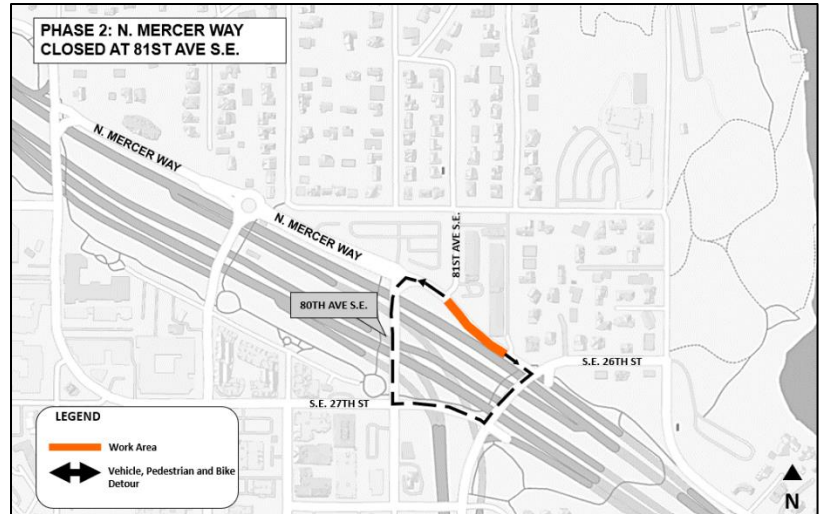 PHASE 2: N. MERCER WAY
CLOSED AT 81ST AVE S.E.
N. MERCER WAY
N. MERCER WAY
81ST AVE S.E.
80TH AVE S.E.
S.E. 26TH ST
S.E. 27TH ST
LEGEND
Work Area
Vehicle, Pedestrian and Bike
Detour
N